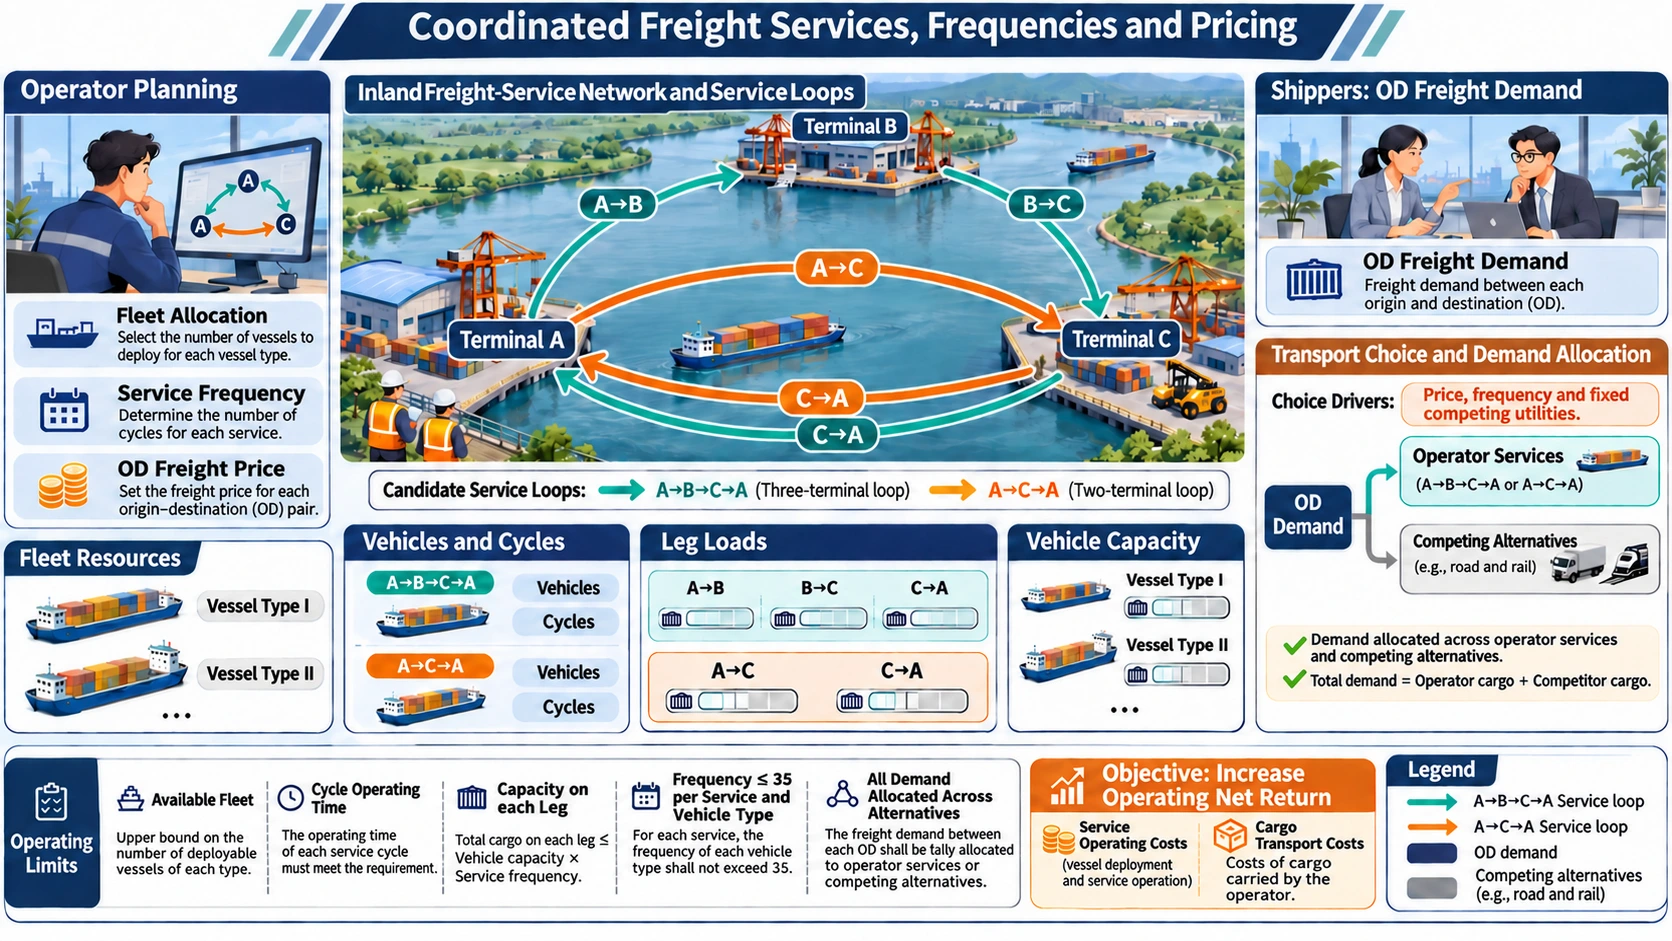 Coordinated Freight Services, Frequencies and Pricing
Operator Planning
A
A
C
Fleet Allocation
Select the number of vessels to
deploy for each vessel type.
Service Frequency
Determine the number of
cycles for each service.
OD Freight Price
Set the freight price for each
origin–destination (OD) pair.
Fleet Resources
Vessel Type I
Vessel Type II
...
Inland Freight-Service Network and Service Loops
Terminal B
A→B
B→C
A→C
Terminal A
Trerminal C
C→A
C→A
Candidate Service Loops:
A→B→C→A (Three-terminal loop)
A→C→A (Two-terminal loop)
Vehicles and Cycles
A→B→C→A
Vehicles
Cycles
A→C→A
Vehicles
Cycles
Leg Loads
A→B
B→C
C→A
A→C
C→A
Vehicle Capacity
Vessel Type I
Vessel Type II
...
Shippers: OD Freight Demand
OD Freight Demand
Freight demand between each
origin and destination (OD).
Transport Choice and Demand Allocation
Choice Drivers:
Price, frequency and fixed
competing utilities.
OD
Demand
Operator Services
(A→B→C→A or A→C→A)
Competing Alternatives
(e.g., road and rail)
Demand allocated across operator services
and competing alternatives.
Total demand = Operator cargo + Competitor cargo.
Operating
Limits
Available Fleet
Upper bound on the
number of deployable
vessels of each type.
Cycle Operating
Time
The operating time
of each service cycle
must meet the requirement.
Capacity on
each Leg
Total cargo on each leg ≤
Vehicle capacity ×
Service frequency.
Frequency ≤ 35
per Service and
Vehicle Type
For each service, the
frequency of each vehicle
type shall not exceed 35.
All Demand
Allocated Across
Alternatives
The freight demand between
each OD shall be tally allocated
to operator services or
competing alternatives.
Objective: Increase
Operating Net Return
Service
Operating Costs
(vessel deployment
and service operation)
Cargo
Transport Costs
Costs of cargo
carried by the
operator.
Legend
A→B→C→A Service loop
A→C→A Service loop
OD demand
Competing alternatives
(e.g., road and rail)